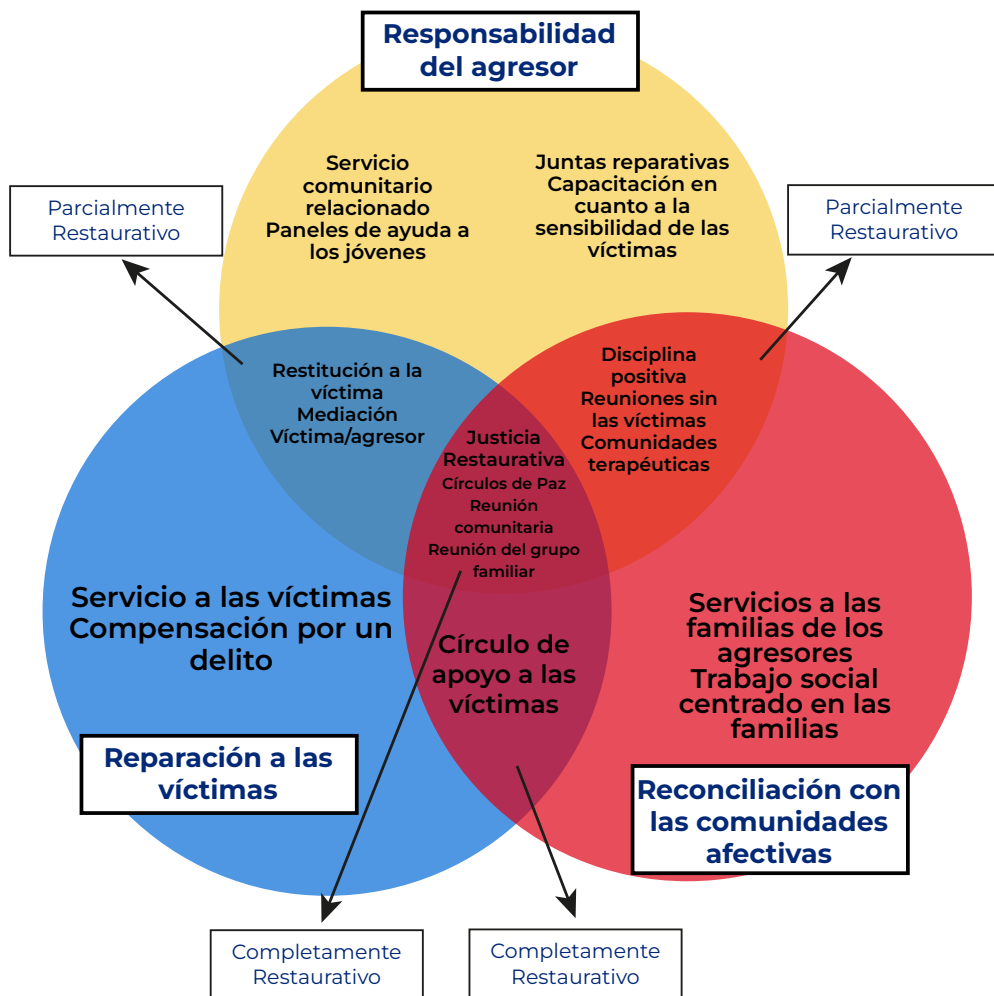 Responsabilidad
del agresor
Servicio
comunitario
relacionado
Paneles de ayuda a
los jóvenes
Juntas reparativas
Capacitación en
cuanto a la
sensibilidad de las
víctimas
Parcialmente
Restaurativo
Parcialmente
Restaurativo
Restitución a la
víctima
Mediación
Víctima/agresor
Disciplina
positiva
Reuniones sin
las víctimas
Comunidades
terapéuticas
Justicia
Restaurativa
Círculos de Paz
Reunión
comunitaria
Reunión del grupo
familiar
Servicio a las víctimas
Compensación por un
delito
Círculo de
apoyo a las
víctimas
Servicios a las
familias de los
agresores
Trabajo social
centrado en las
familias
Reparación a las
víctimas
Reconciliación con
las comunidades
afectivas
Completamente
Restaurativo
Completamente
Restaurativo